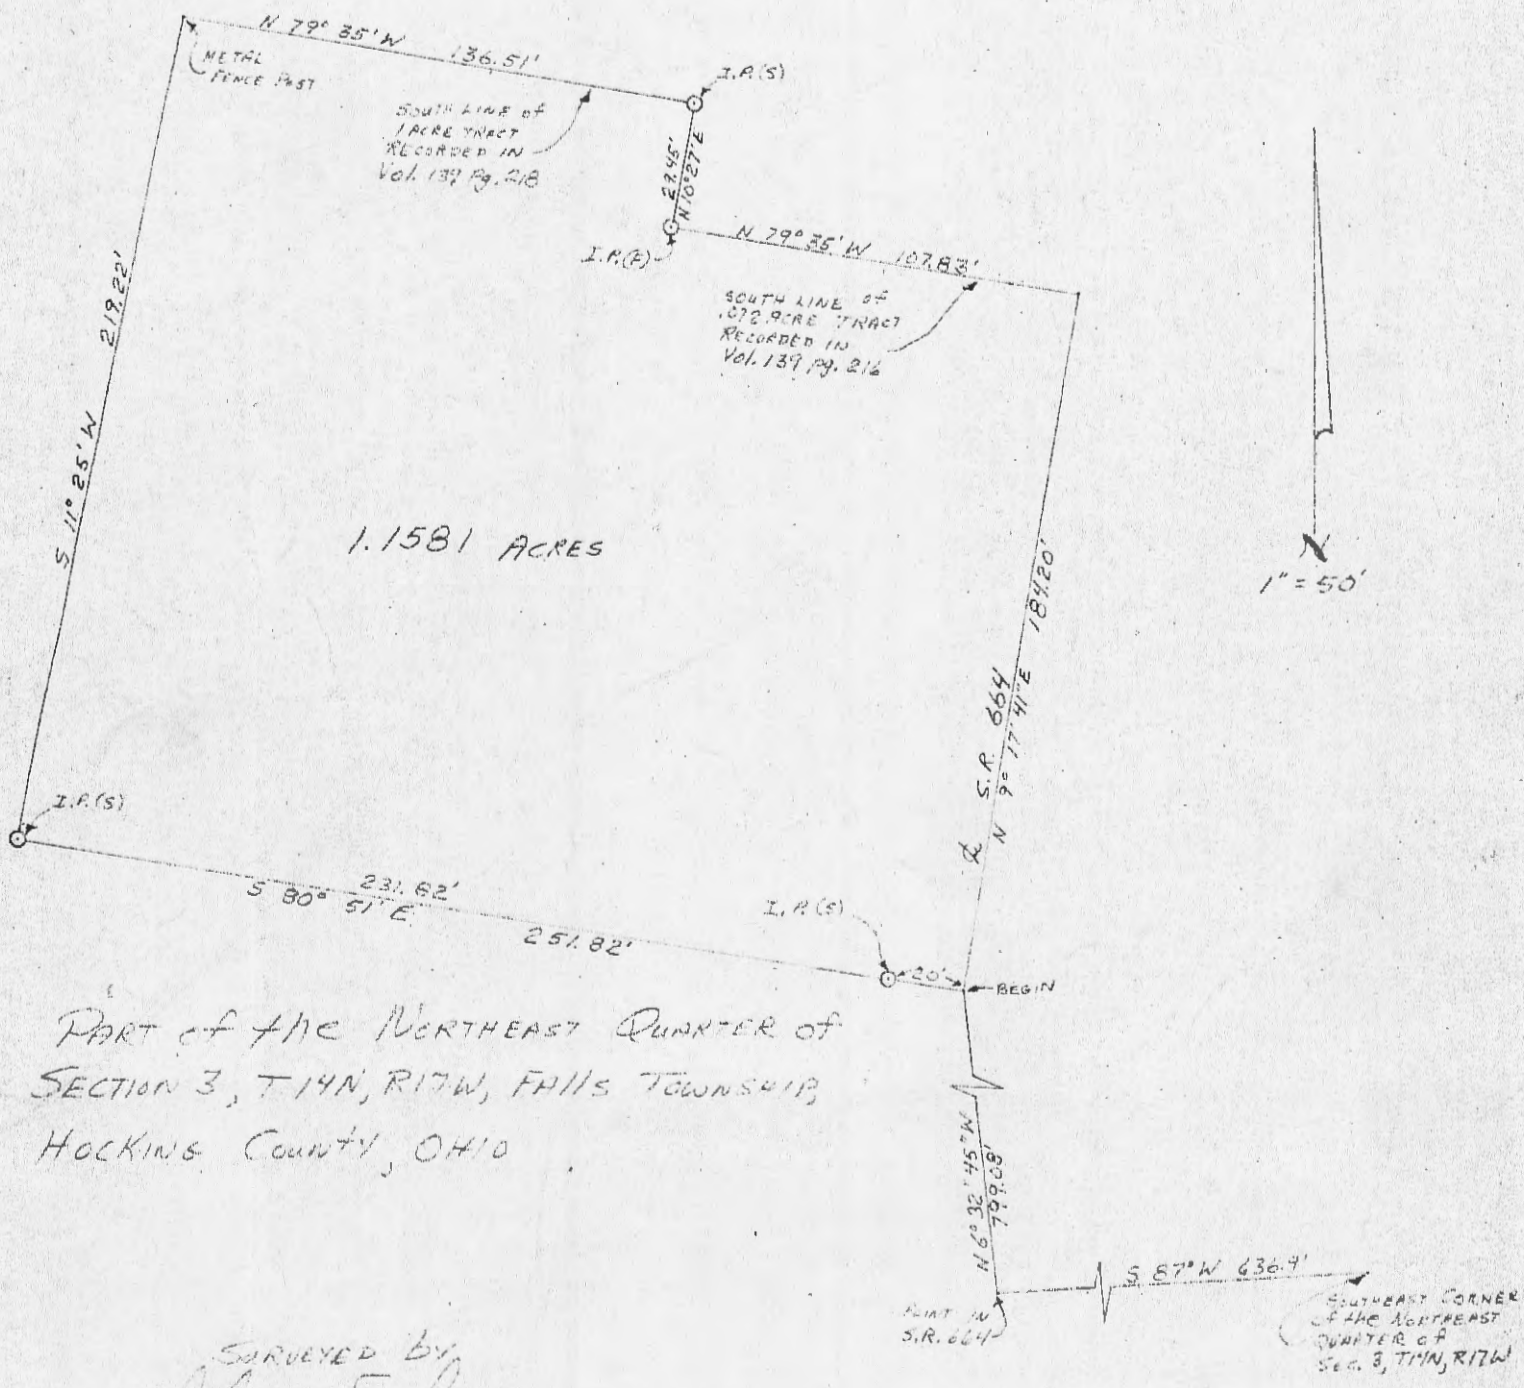 N 79° 35' W 136.51'
METAL
FENCE POST
I.P.(S)
SOUTH LINE of
1 ACRE TRACT
RECORDED IN
Vol. 139 Pg. 218
N 10° 27' E
I.P.(F)
N 79° 35' W 107.83'
SOUTH LINE of
.072 ACRE TRACT
RECORDED IN
Vol. 139 Pg. 216
S 11° 25' W 219.22'
1.1581 ACRES
N
1" = 50'
℄ S.R. 664
N 9° 17' 41" E 184.20'
I.P.(S)
231.82'
S 80° 51' E
251.82'
I.P.(S)
20'
BEGIN
PART of the NORTHEAST QUARTER of
SECTION 3, T14N, R17W, FAlls TOWNSHIP,
HOCKING COUNTY, OHIO
N 6° 32' 45" W
799.08'
S 87° W 636.9'
POINT IN
S.R. 664
SOUTHEAST CORNER
of the NORTHEAST
QUARTER of
SEC. 3, T14N, R17W
SURVEYED by